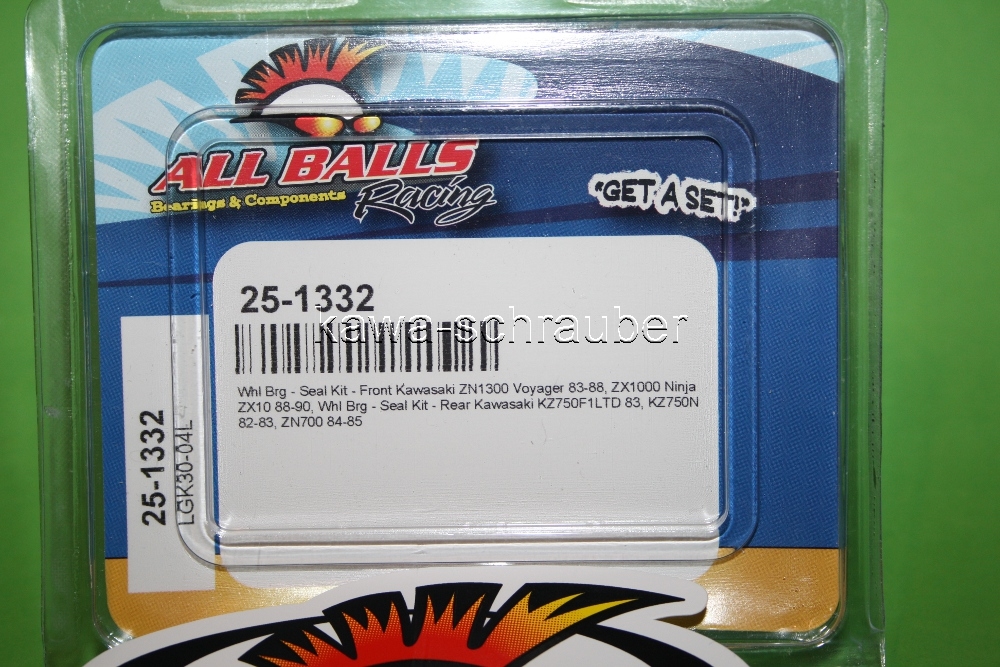 ALL BALLS
Racing
Bearings & Components
"GET A SET!"
25-1332
kawa-schrauber
Whl Brg - Seal Kit - Front Kawasaki ZN1300 Voyager 83-88, ZX1000 Ninja
ZX10 88-90, Whl Brg - Seal Kit - Rear Kawasaki KZ750F1LTD 83, KZ750N
82-83, ZN700 84-85
25-1332
LGK30-04L